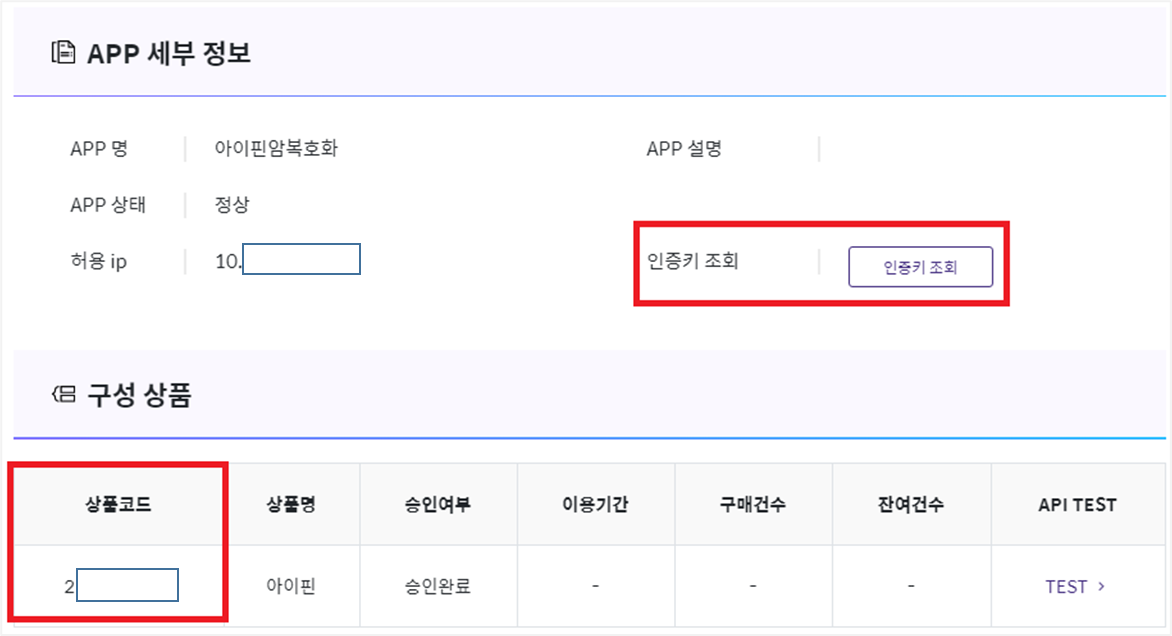 APP 세부 정보
APP 명 아이핀암복호화 APP 설명
APP 상태 정상
허용 ip 10. 인증키 조회 인증키 조회
구성 상품
상품코드 상품명 승인여부 이용기간 구매건수 잔여건수 API TEST
2 아이핀 승인완료 - - - TEST >